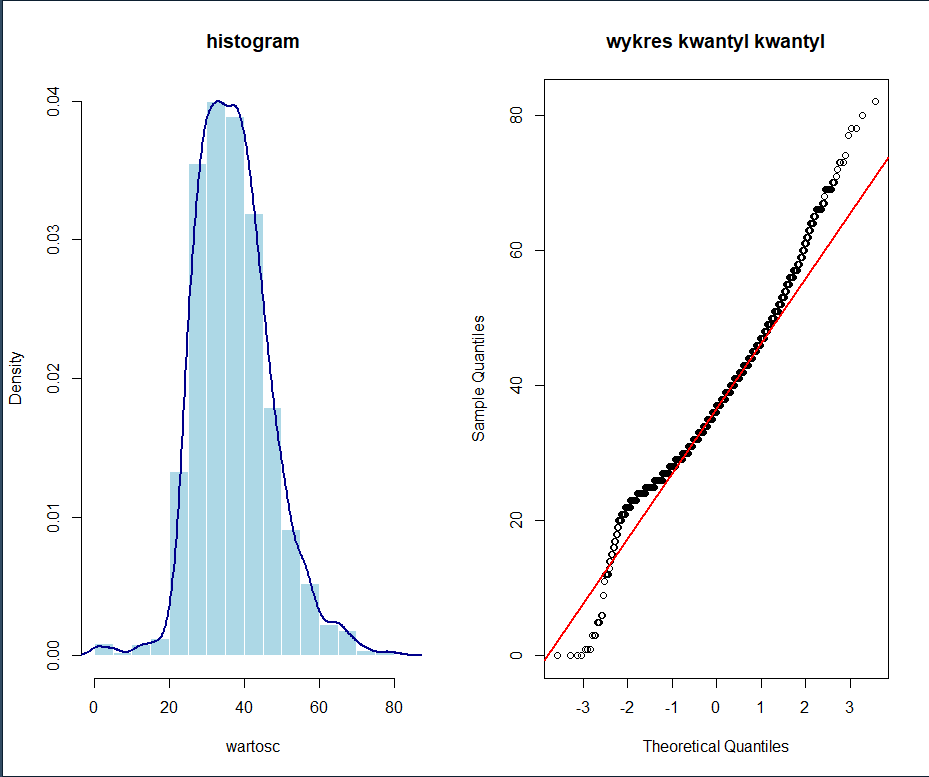 histogram
Density
0.00 0.01 0.02 0.03 0.04
0 20 40 60 80
wartosc
wykres kwantyl kwantyl
Sample Quantiles
0 20 40 60 80
-3 -2 -1 0 1 2 3
Theoretical Quantiles